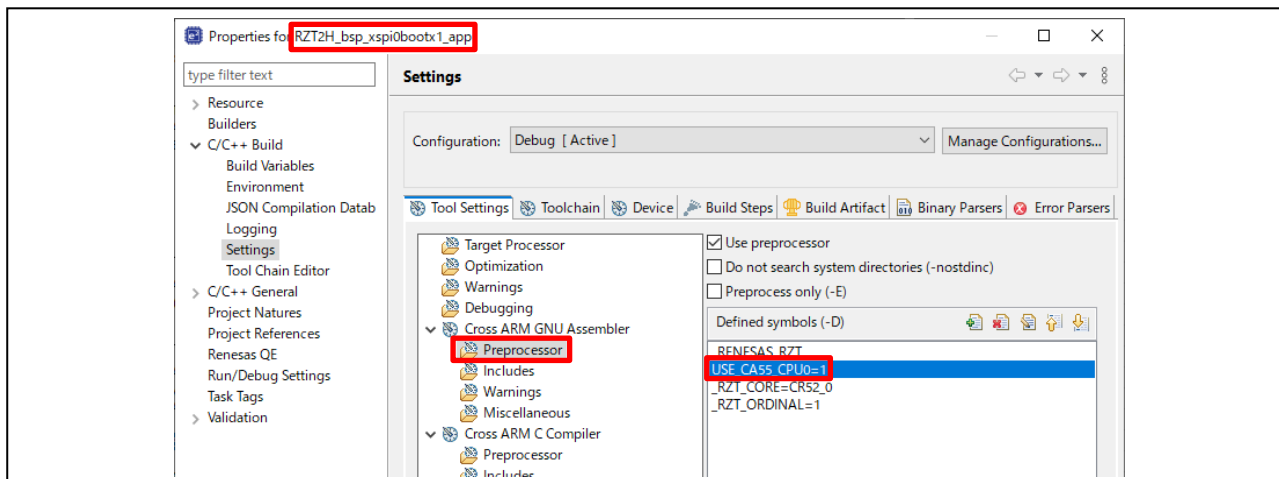 Properties for RZT2H_bsp_xspi0bootx1_app
type filter text
Settings
Resource
Builders
C/C++ Build
Build Variables
Environment
JSON Compilation Datab
Logging
Settings
Tool Chain Editor
C/C++ General
Project Natures
Project References
Renesas QE
Run/Debug Settings
Task Tags
Validation
Configuration: Debug [ Active ]
Manage Configurations...
Tool Settings Toolchain Device Build Steps Build Artifact Binary Parsers Error Parsers
Target Processor
Optimization
Warnings
Debugging
Cross ARM GNU Assembler
Preprocessor
Includes
Warnings
Miscellaneous
Cross ARM C Compiler
Preprocessor
Includes
Use preprocessor
Do not search system directories (-nostdinc)
Preprocess only (-E)
Defined symbols (-D)
_RENESAS_RZT_
USE_CA55_CPU0=1
_RZT_CORE=CR52_0
_RZT_ORDINAL=1